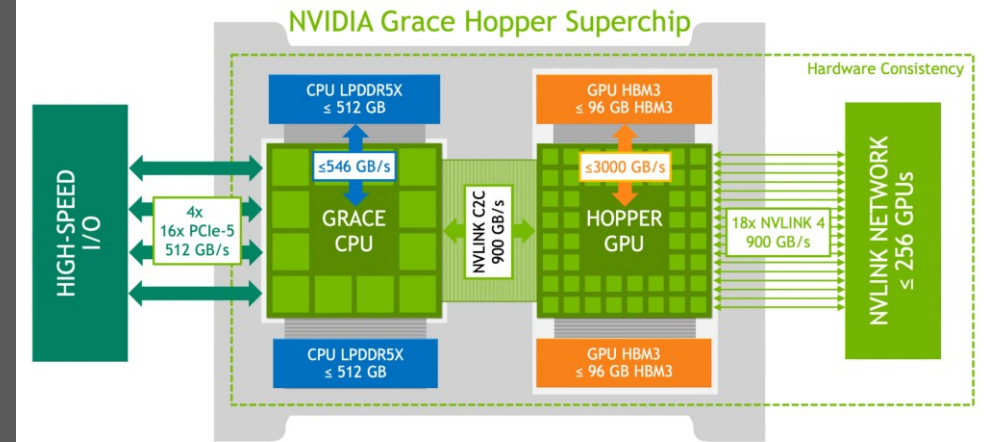 NVIDIA Grace Hopper Superchip
Hardware Consistency
HIGH-SPEED
I/O
4x
16x PCIe-5
512 GB/s
CPU LPDDR5X
≤ 512 GB
≤546 GB/s
GRACE
CPU
CPU LPDDR5X
≤ 512 GB
NVLINK C2C
900 GB/s
GPU HBM3
≤ 96 GB HBM3
≤3000 GB/s
HOPPER
GPU
GPU HBM3
≤ 96 GB HBM3
18x NVLINK 4
900 GB/s
NVLINK NETWORK
≤ 256 GPUs